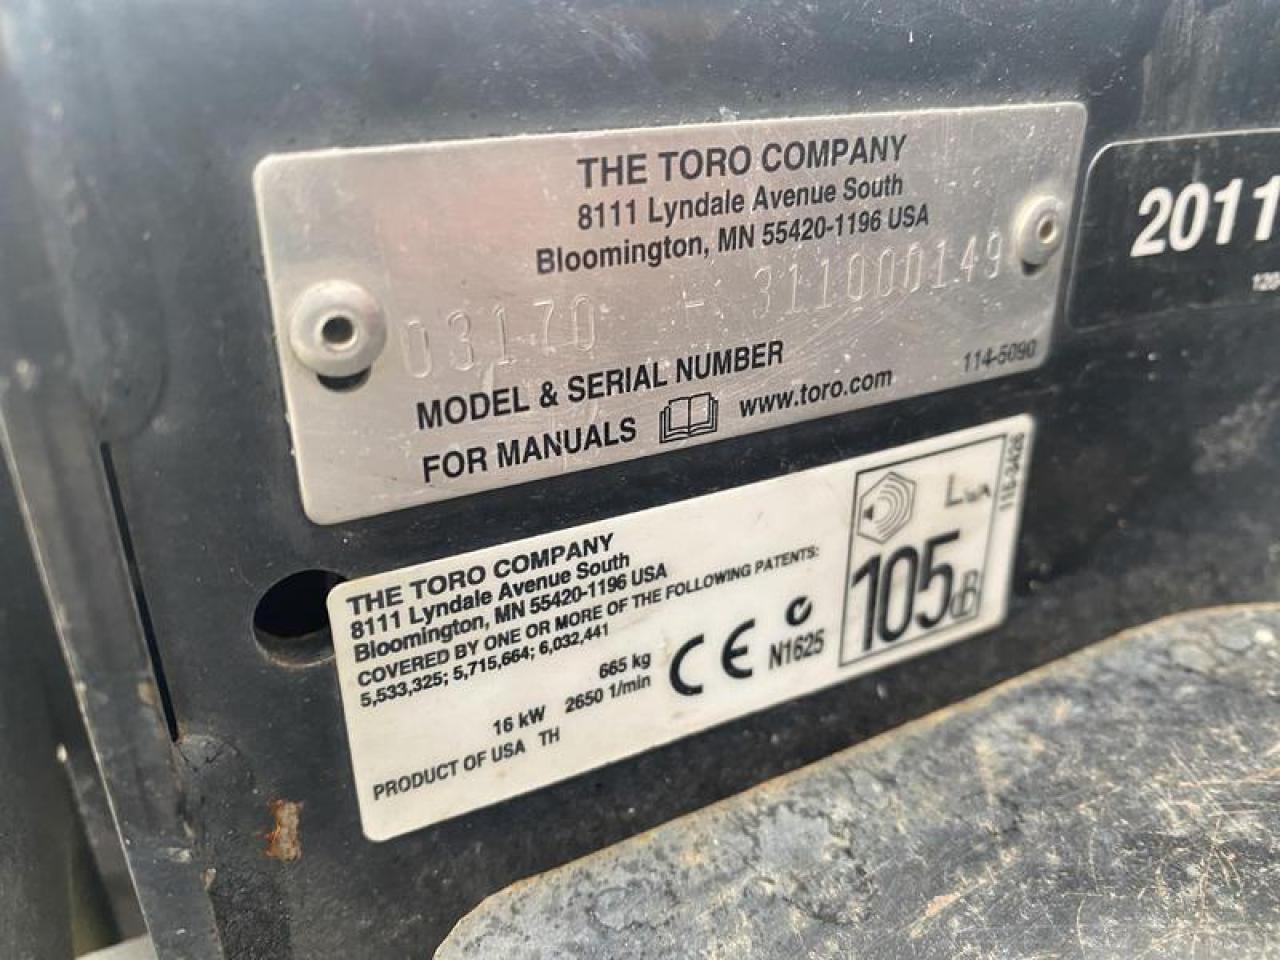 THE TORO COMPANY
8111 Lyndale Avenue South
Bloomington, MN 55420-1196 USA
03170 - 311000149
MODEL & SERIAL NUMBER
114-5090
FOR MANUALS www.toro.com
2011
THE TORO COMPANY
8111 Lyndale Avenue South
Bloomington, MN 55420-1196 USA
COVERED BY ONE OR MORE OF THE FOLLOWING PATENTS:
5,533,325; 5,715,664; 6,032,441
665 kg
16 kW 2650 1/min
PRODUCT OF USA TH
CE
N1625
105 dB